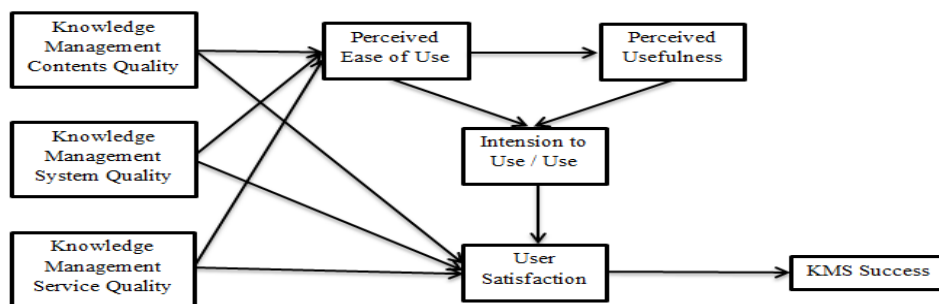 Knowledge
Management
Contents Quality
Perceived
Ease of Use
Perceived
Usefulness
Knowledge
Management
System Quality
Intension to
Use / Use
Knowledge
Management
Service Quality
User
Satisfaction
KMS Success